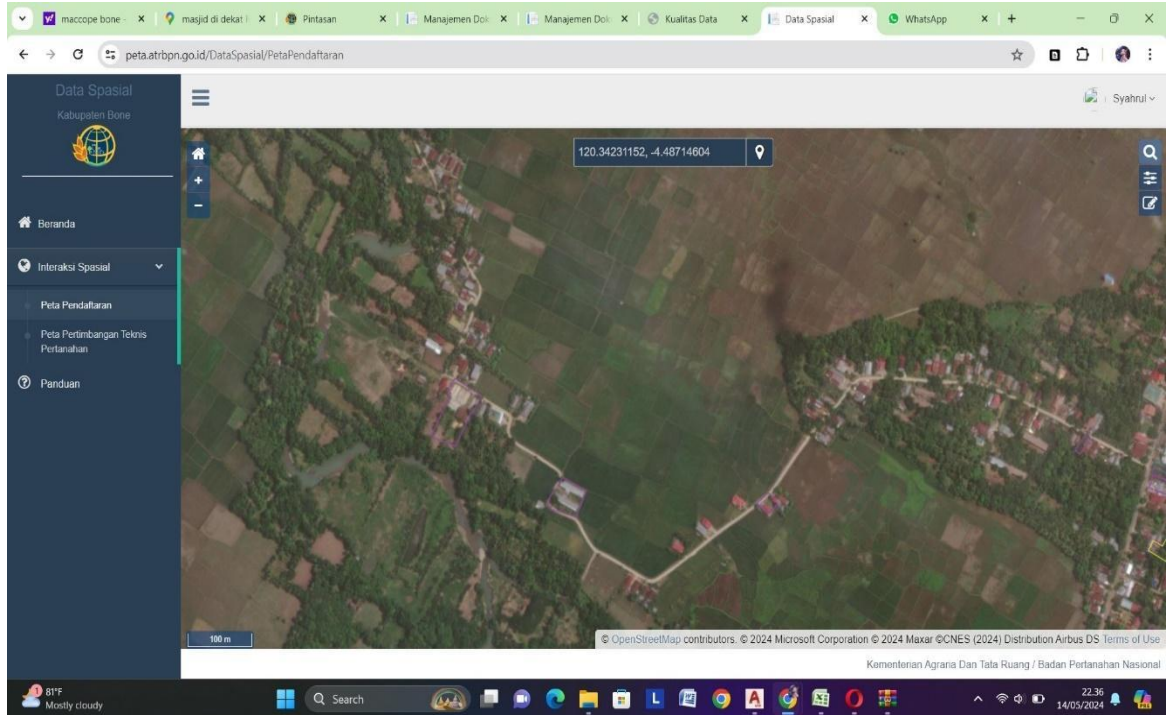 maccope bone -
masjid di dekat
Pintasan
Manajemen Dok
Manajemen Dok
Kualitas Data
Data Spasial
WhatsApp
peta.atrbpn.go.id/DataSpasial/PetaPendaftaran
Data Spasial
Kabupaten Bone
Syahrul
120.34231152, -4.48714604
Beranda
Interaksi Spasial
Peta Pendaftaran
Peta Pertimbangan Teknis
Pertanahan
Panduan
100 m
© OpenStreetMap contributors. © 2024 Microsoft Corporation © 2024 Maxar ©CNES (2024) Distribution Airbus DS Terms of Use
Kementerian Agraria Dan Tata Ruang / Badan Pertanahan Nasional
1
81°F
Mostly cloudy
Search
22.36
14/05/2024